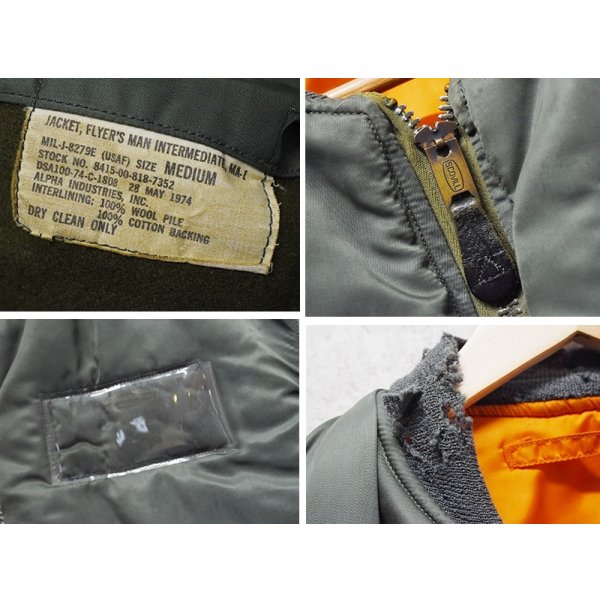 JACKET, FLYER'S MAN INTERMEDIATE, MA-1
MIL-J-8279E (USAF) SIZE MEDIUM
STOCK NO. 8415-00-818-7352
DSA100-74-C-1808 28 MAY 1974
ALPHA INDUSTRIES, INC.
INTERLINING: 100% WOOL PILE
100% COTTON BACKING
DRY CLEAN ONLY
SCOVILL